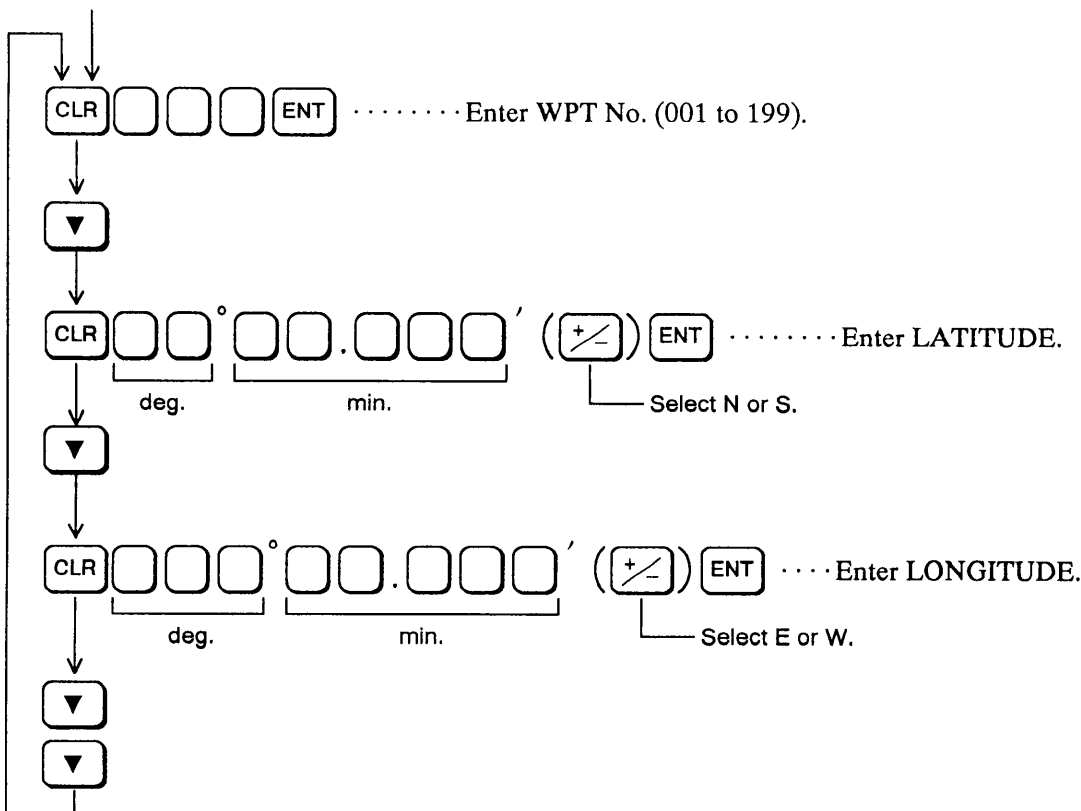 CLR ENT ········Enter WPT No. (001 to 199).
▼
CLR ° . ′ (+/−) ENT ········Enter LATITUDE.
deg. min. Select N or S.
▼
CLR ° . ′ (+/−) ENT ····Enter LONGITUDE.
deg. min. Select E or W.
▼
▼